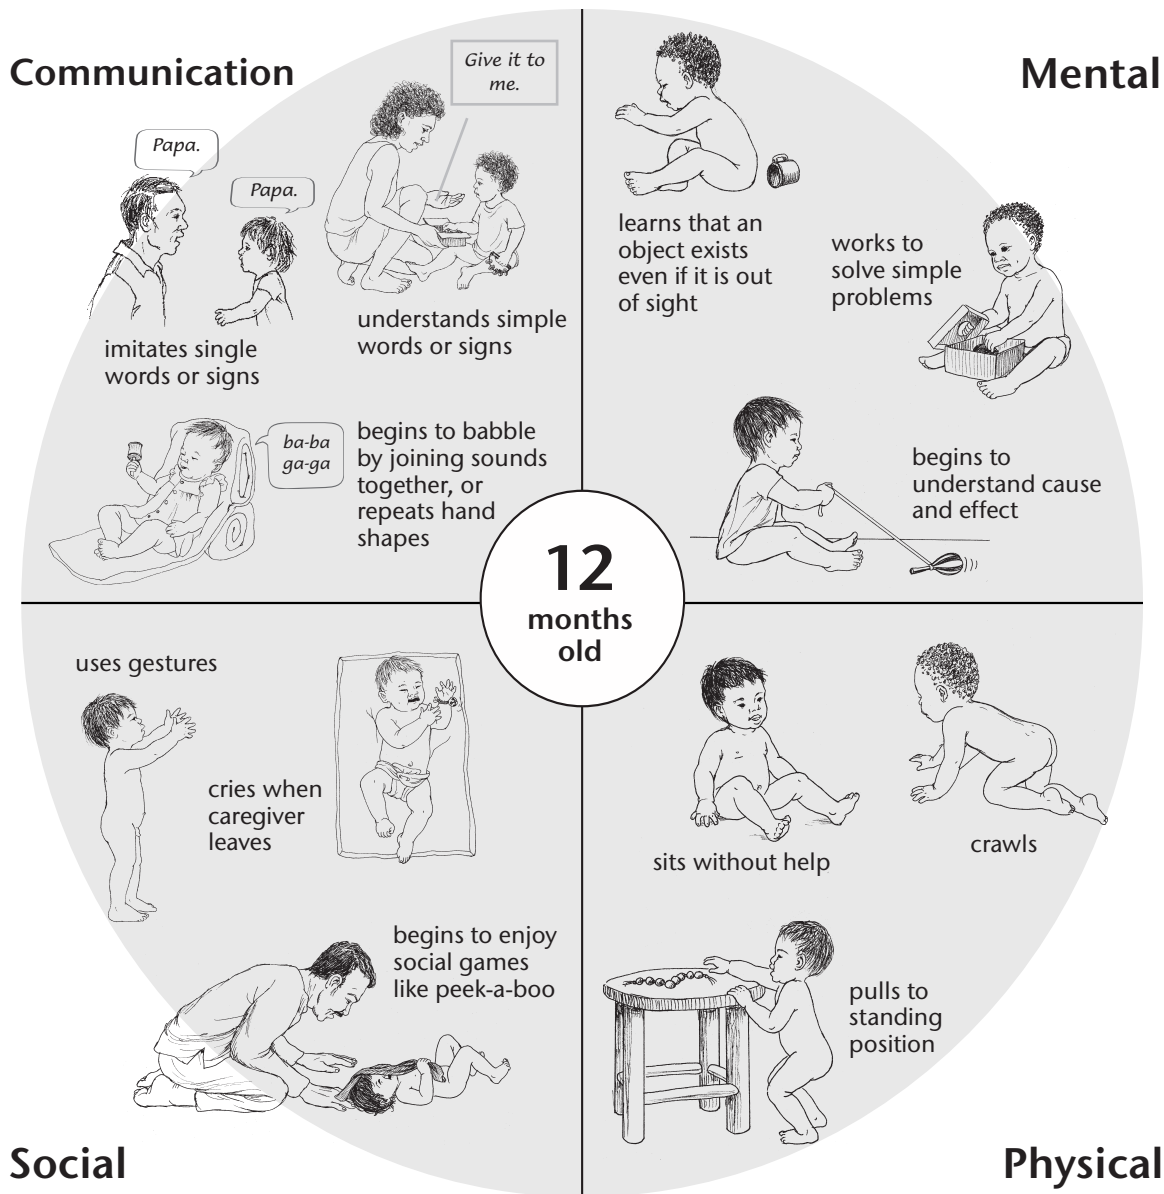 Communication
Give it to
me.
Papa.
Papa.
imitates single
words or signs
understands simple
words or signs
ba-ba
ga-ga
begins to babble
by joining sounds
together, or
repeats hand
shapes
Mental
learns that an
object exists
even if it is out
of sight
works to
solve simple
problems
begins to
understand cause
and effect
12
months
old
uses gestures
cries when
caregiver
leaves
begins to enjoy
social games
like peek-a-boo
Social
sits without help
crawls
pulls to
standing
position
Physical